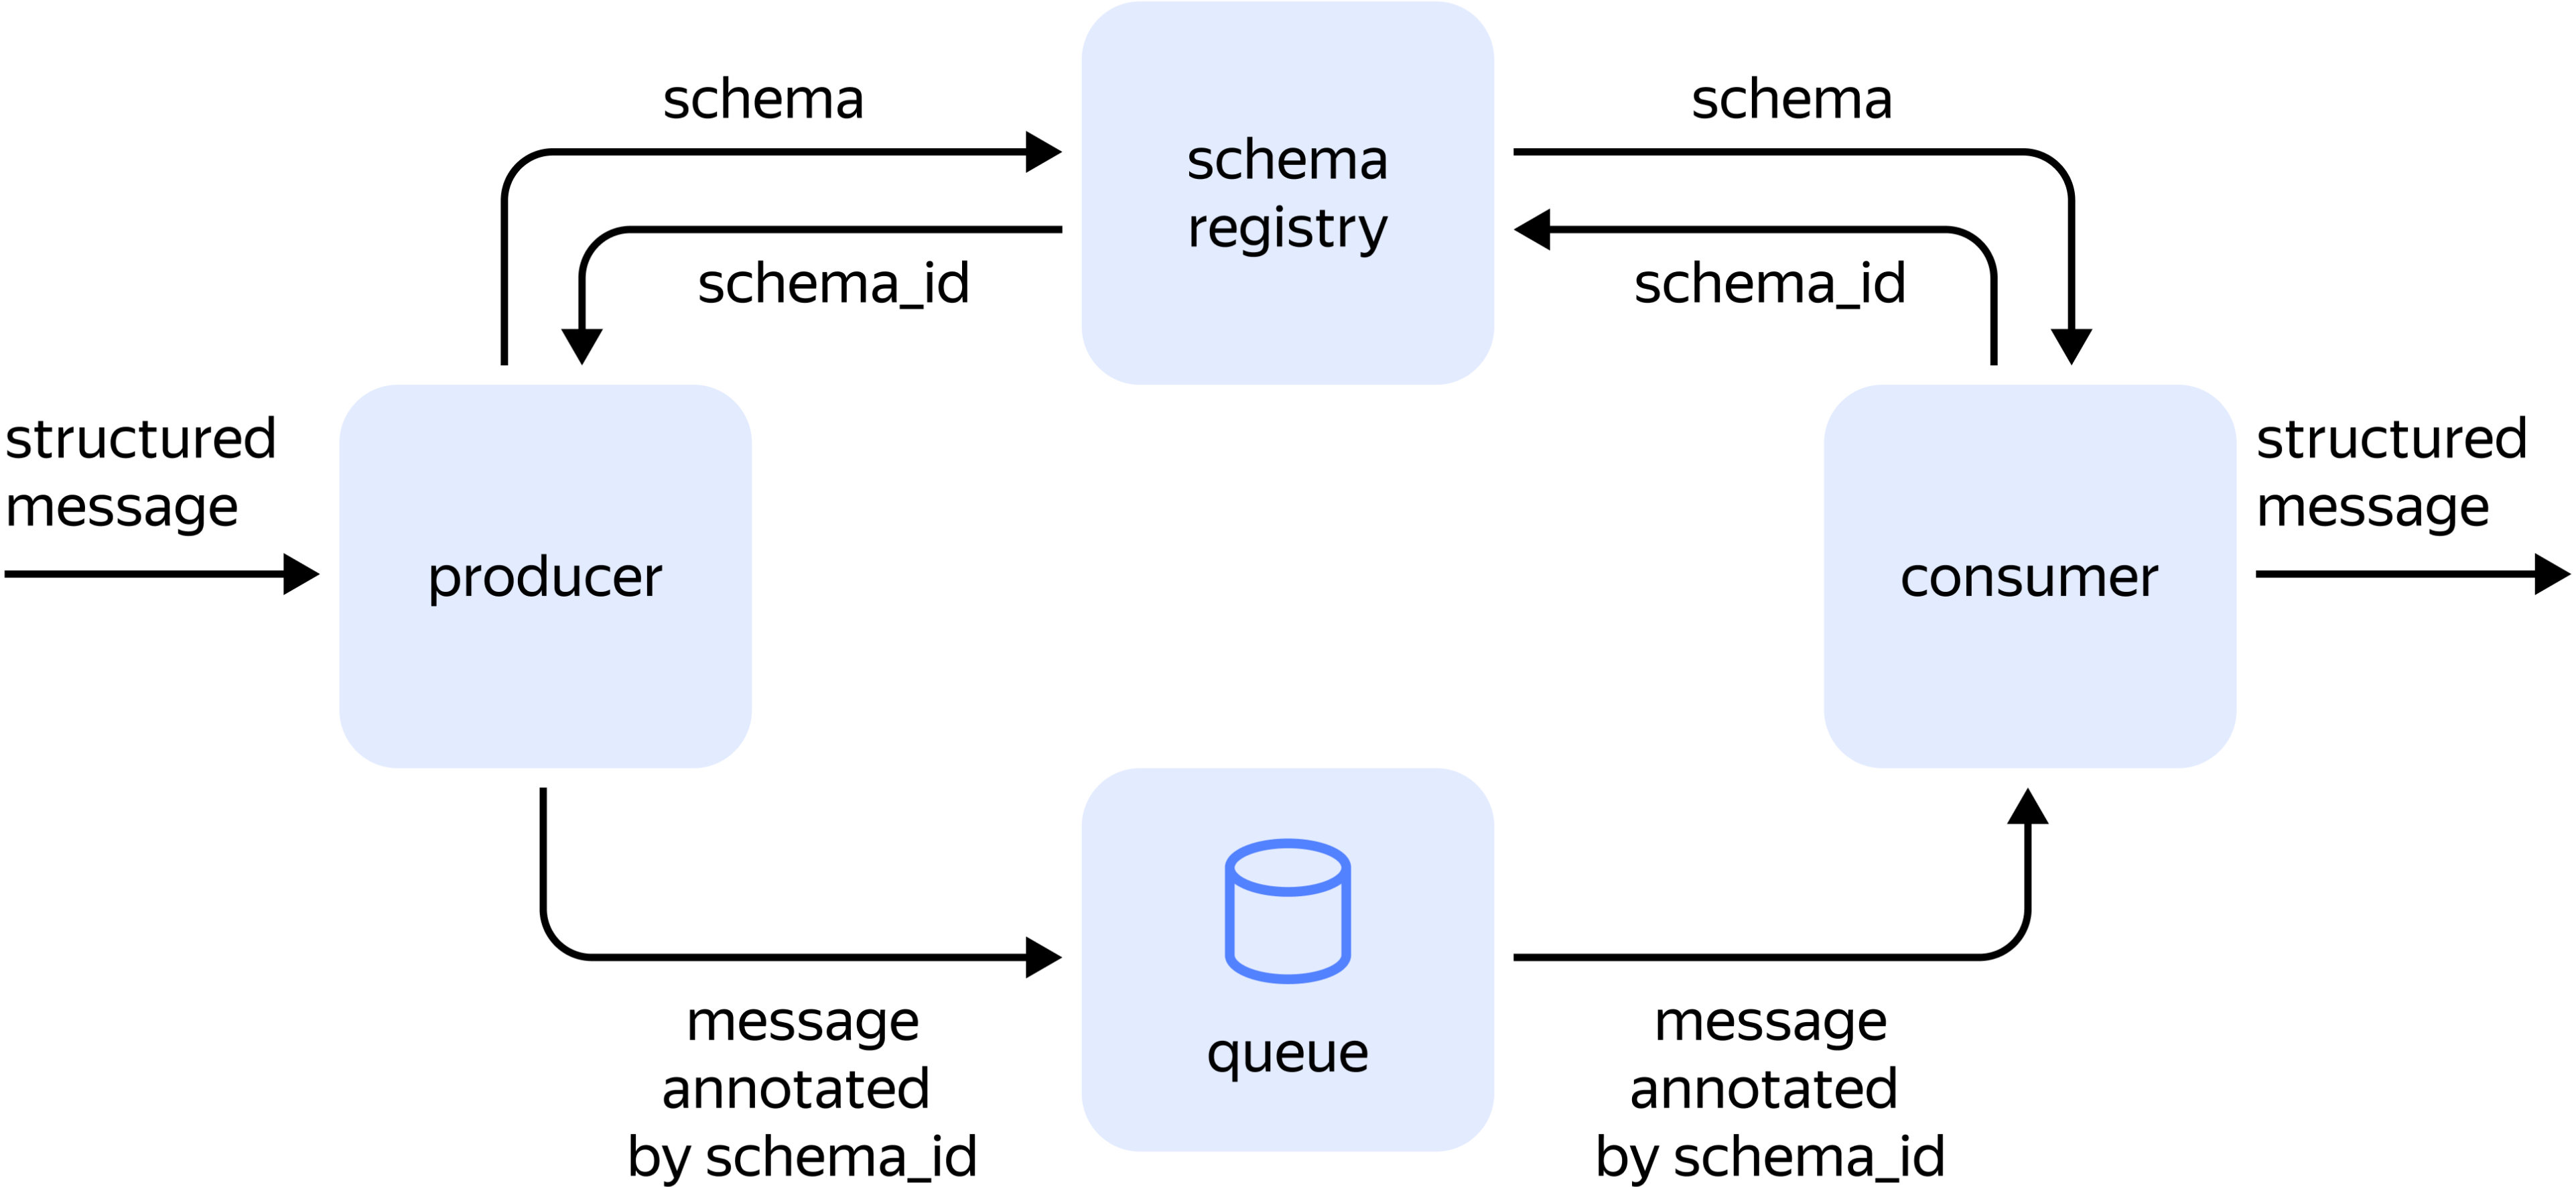 schema
schema
schema
registry
schema_id
schema_id
structured
message
structured
message
producer
consumer
queue
message
annotated
by schema_id
message
annotated
by schema_id